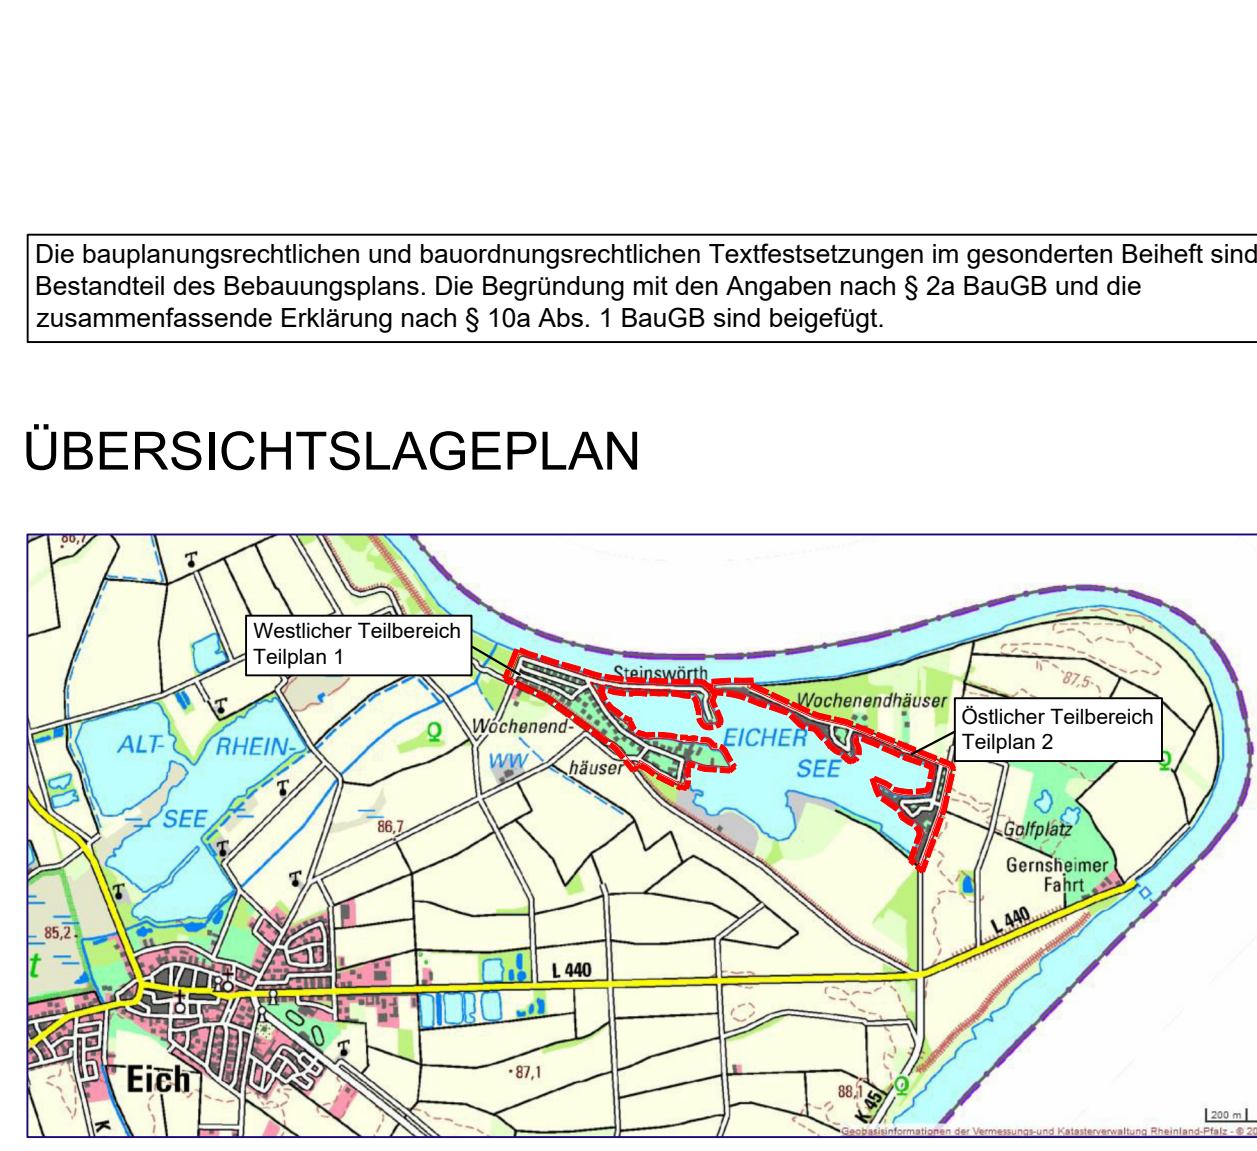 Die bauplanungsrechtlichen und bauordnungsrechtlichen Textfestsetzungen im gesonderten Beiheft sind
Bestandteil des Bebauungsplans. Die Begründung mit den Angaben nach § 2a BauGB und die
zusammenfassende Erklärung nach § 10a Abs. 1 BauGB sind beigefügt.
ÜBERSICHTSLAGEPLAN
Westlicher Teilbereich
Teilplan 1
Steinswörth
87,5
Wochenendhäuser
Östlicher Teilbereich
Teilplan 2
Wochenend-
häuser
WW
EICHER
SEE
ALT-
RHEIN-
SEE
86,7
Golfplatz
Gernsheimer
Fahrt
L 440
85,2
L 440
Eich
87,1
88,1
K 45
K
200 m
Geobasisinformationen der Vermessungs-und Katasterverwaltung Rheinland-Pfalz - © 20